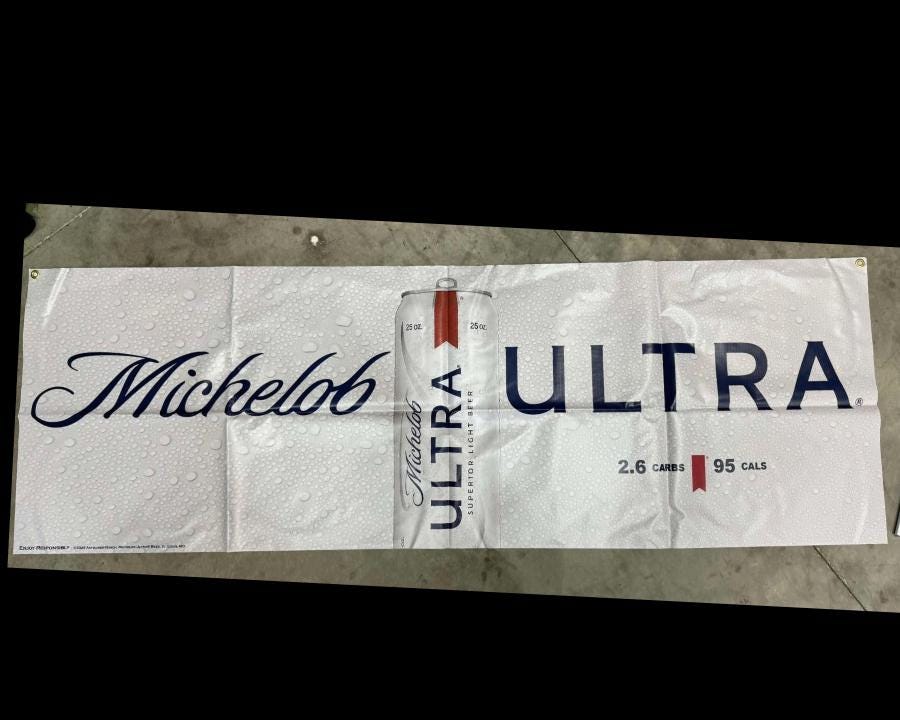 Michelob ULTRA®
25 OZ. 25 OZ.
Michelob
ULTRA
SUPERIOR LIGHT BEER
2.6 CARBS 95 CALS
ENJOY RESPONSIBLY